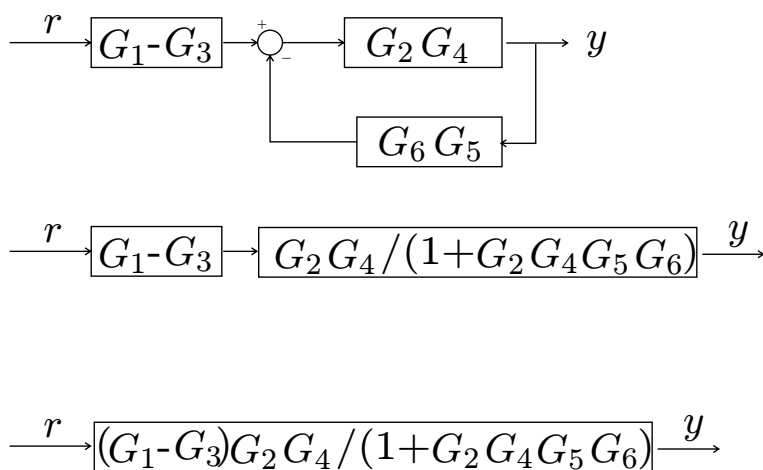 r G₁-G₃ + − G₂G₄ y
G₆G₅
r G₁-G₃ G₂G₄/(1+G₂G₄G₅G₆) y
r (G₁-G₃)G₂G₄/(1+G₂G₄G₅G₆) y